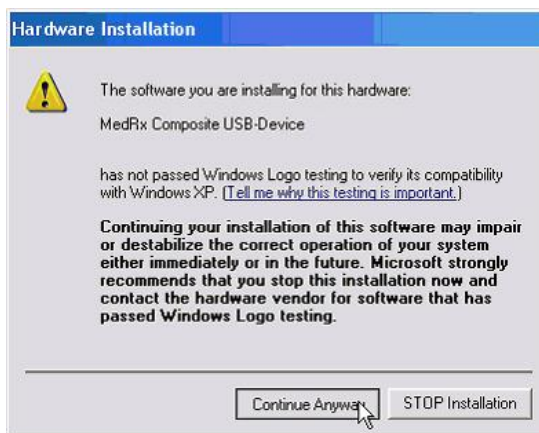 Hardware Installation
The software you are installing for this hardware:
MedRx Composite USB-Device
has not passed Windows Logo testing to verify its compatibility
with Windows XP. (Tell me why this testing is important.)
Continuing your installation of this software may impair
or destabilize the correct operation of your system
either immediately or in the future. Microsoft strongly
recommends that you stop this installation now and
contact the hardware vendor for software that has
passed Windows Logo testing.
Continue Anyway
STOP Installation